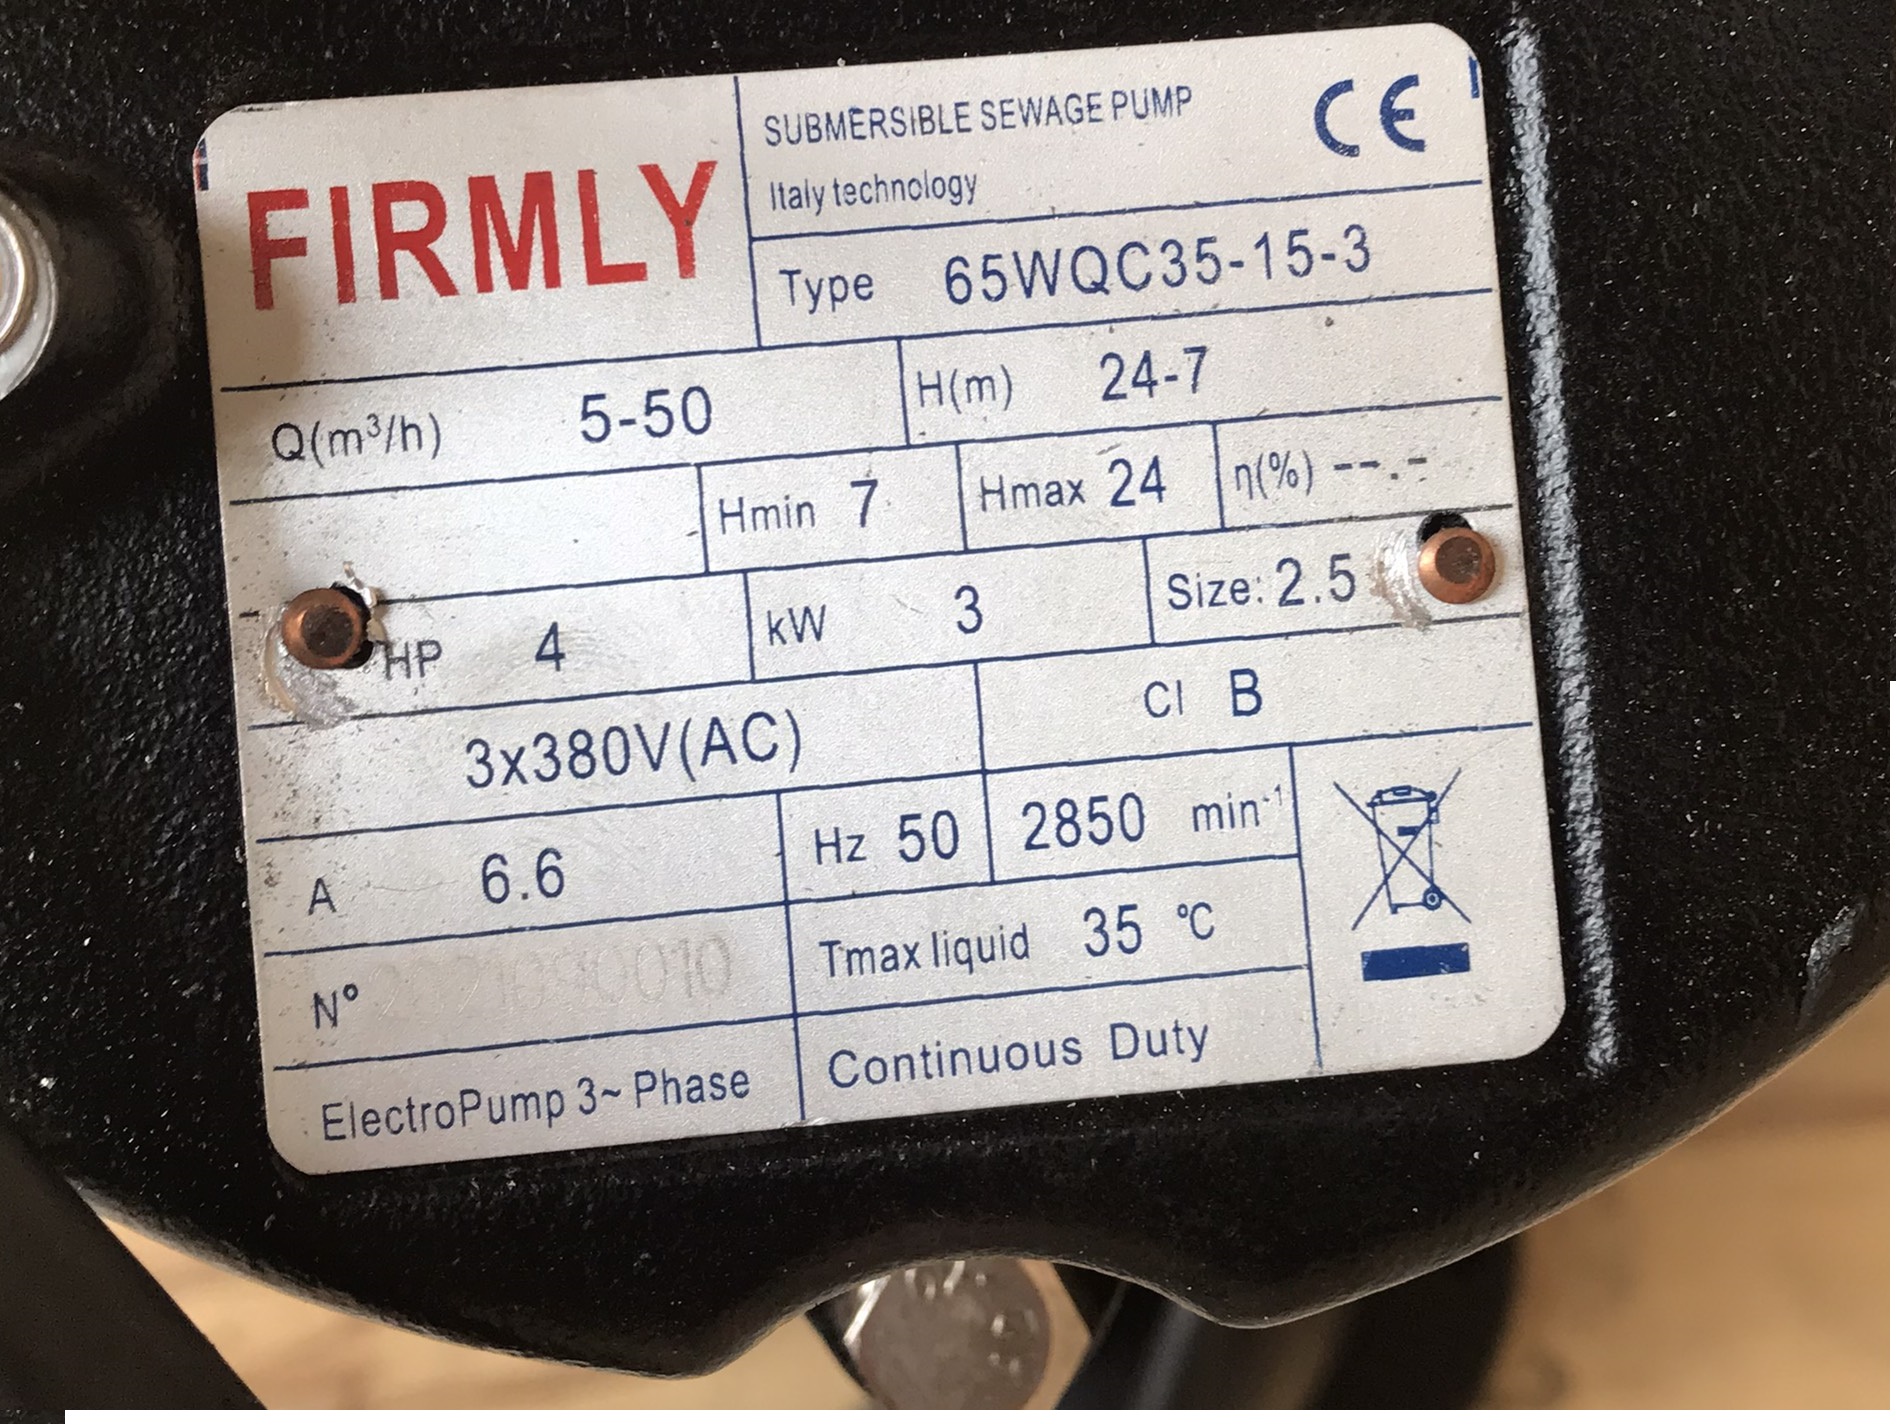 FIRMLY
SUBMERSIBLE SEWAGE PUMP
CE
Italy technology
Type 65WQC35-15-3
Q(m³/h) 5-50 H(m) 24-7
Hmin 7 Hmax 24 η(%) --.-
HP 4 kW 3 Size: 2.5
3x380V(AC) Cl B
A 6.6 Hz 50 2850 min⁻¹
N° Tmax liquid 35 °C
ElectroPump 3~ Phase Continuous Duty